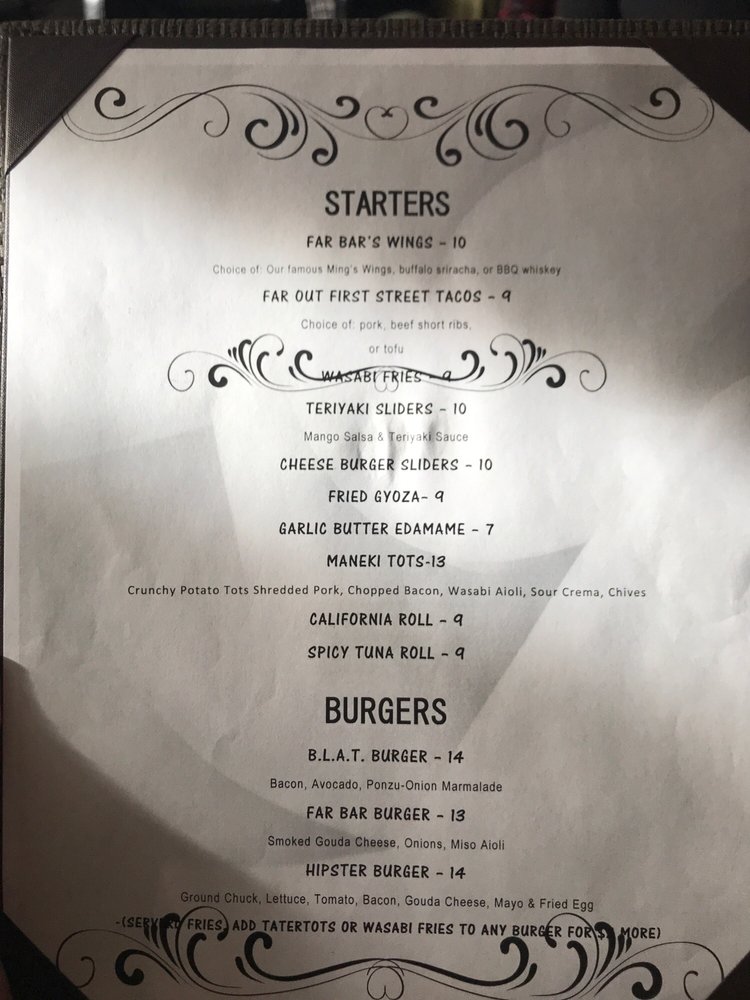 STARTERS
FAR BAR'S WINGS - 10
Choice of: Our famous Ming's Wings, buffalo sriracha, or BBQ whiskey
FAR OUT FIRST STREET TACOS - 9
Choice of: pork, beef short ribs,
or tofu
WASABI FRIES - 9
TERIYAKI SLIDERS - 10
Mango Salsa & Teriyaki Sauce
CHEESE BURGER SLIDERS - 10
FRIED GYOZA- 9
GARLIC BUTTER EDAMAME - 7
MANEKI TOTS-13
Crunchy Potato Tots Shredded Pork, Chopped Bacon, Wasabi Aioli, Sour Crema, Chives
CALIFORNIA ROLL - 9
SPICY TUNA ROLL - 9
BURGERS
B.L.A.T. BURGER - 14
Bacon, Avocado, Ponzu-Onion Marmalade
FAR BAR BURGER - 13
Smoked Gouda Cheese, Onions, Miso Aioli
HIPSTER BURGER - 14
Ground Chuck, Lettuce, Tomato, Bacon, Gouda Cheese, Mayo & Fried Egg
FRIES) ADD TATERTOTS OR WASABI FRIES TO ANY BURGER FOR MORE)